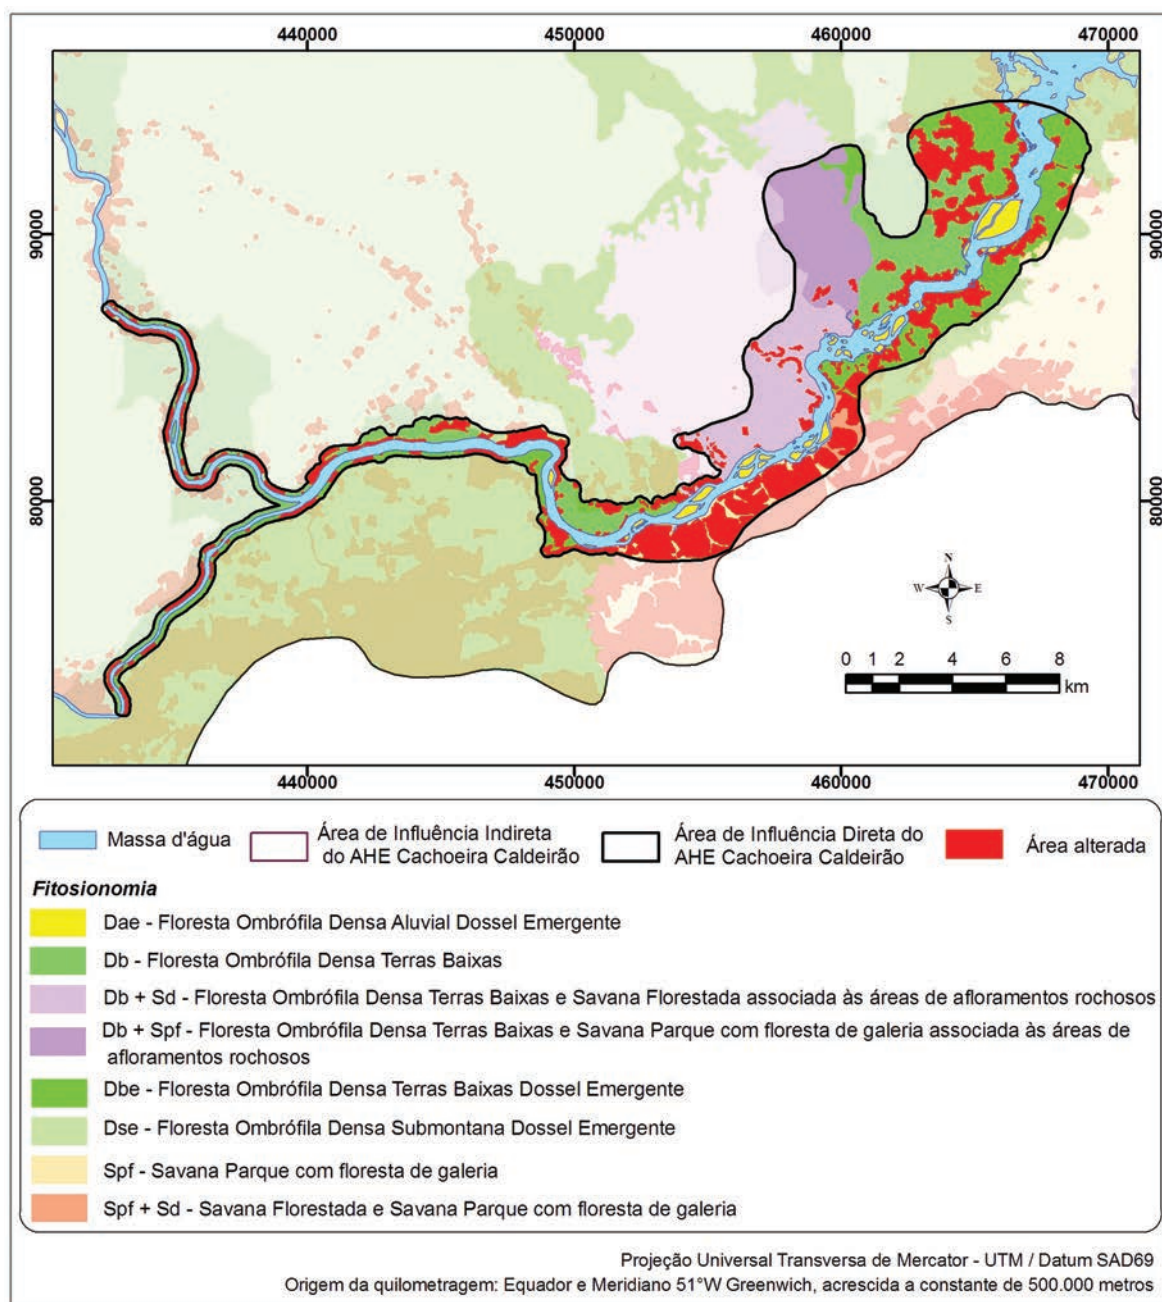 440000
450000
460000
470000
90000
90000
80000
80000
N
W
E
S
0 1 2 4 6 8
km
440000
450000
460000
470000
Massa d'água
Área de Influência Indireta
do AHE Cachoeira Caldeirão
Área de Influência Direta do
AHE Cachoeira Caldeirão
Área alterada
Fitosionomia
Dae - Floresta Ombrófila Densa Aluvial Dossel Emergente
Db - Floresta Ombrófila Densa Terras Baixas
Db + Sd - Floresta Ombrófila Densa Terras Baixas e Savana Florestada associada às áreas de afloramentos rochosos
Db + Spf - Floresta Ombrófila Densa Terras Baixas e Savana Parque com floresta de galeria associada às áreas de
afloramentos rochosos
Dbe - Floresta Ombrófila Densa Terras Baixas Dossel Emergente
Dse - Floresta Ombrófila Densa Submontana Dossel Emergente
Spf - Savana Parque com floresta de galeria
Spf + Sd - Savana Florestada e Savana Parque com floresta de galeria
Projeção Universal Transversa de Mercator - UTM / Datum SAD69
Origem da quilometragem: Equador e Meridiano 51°W Greenwich, acrescida a constante de 500.000 metros